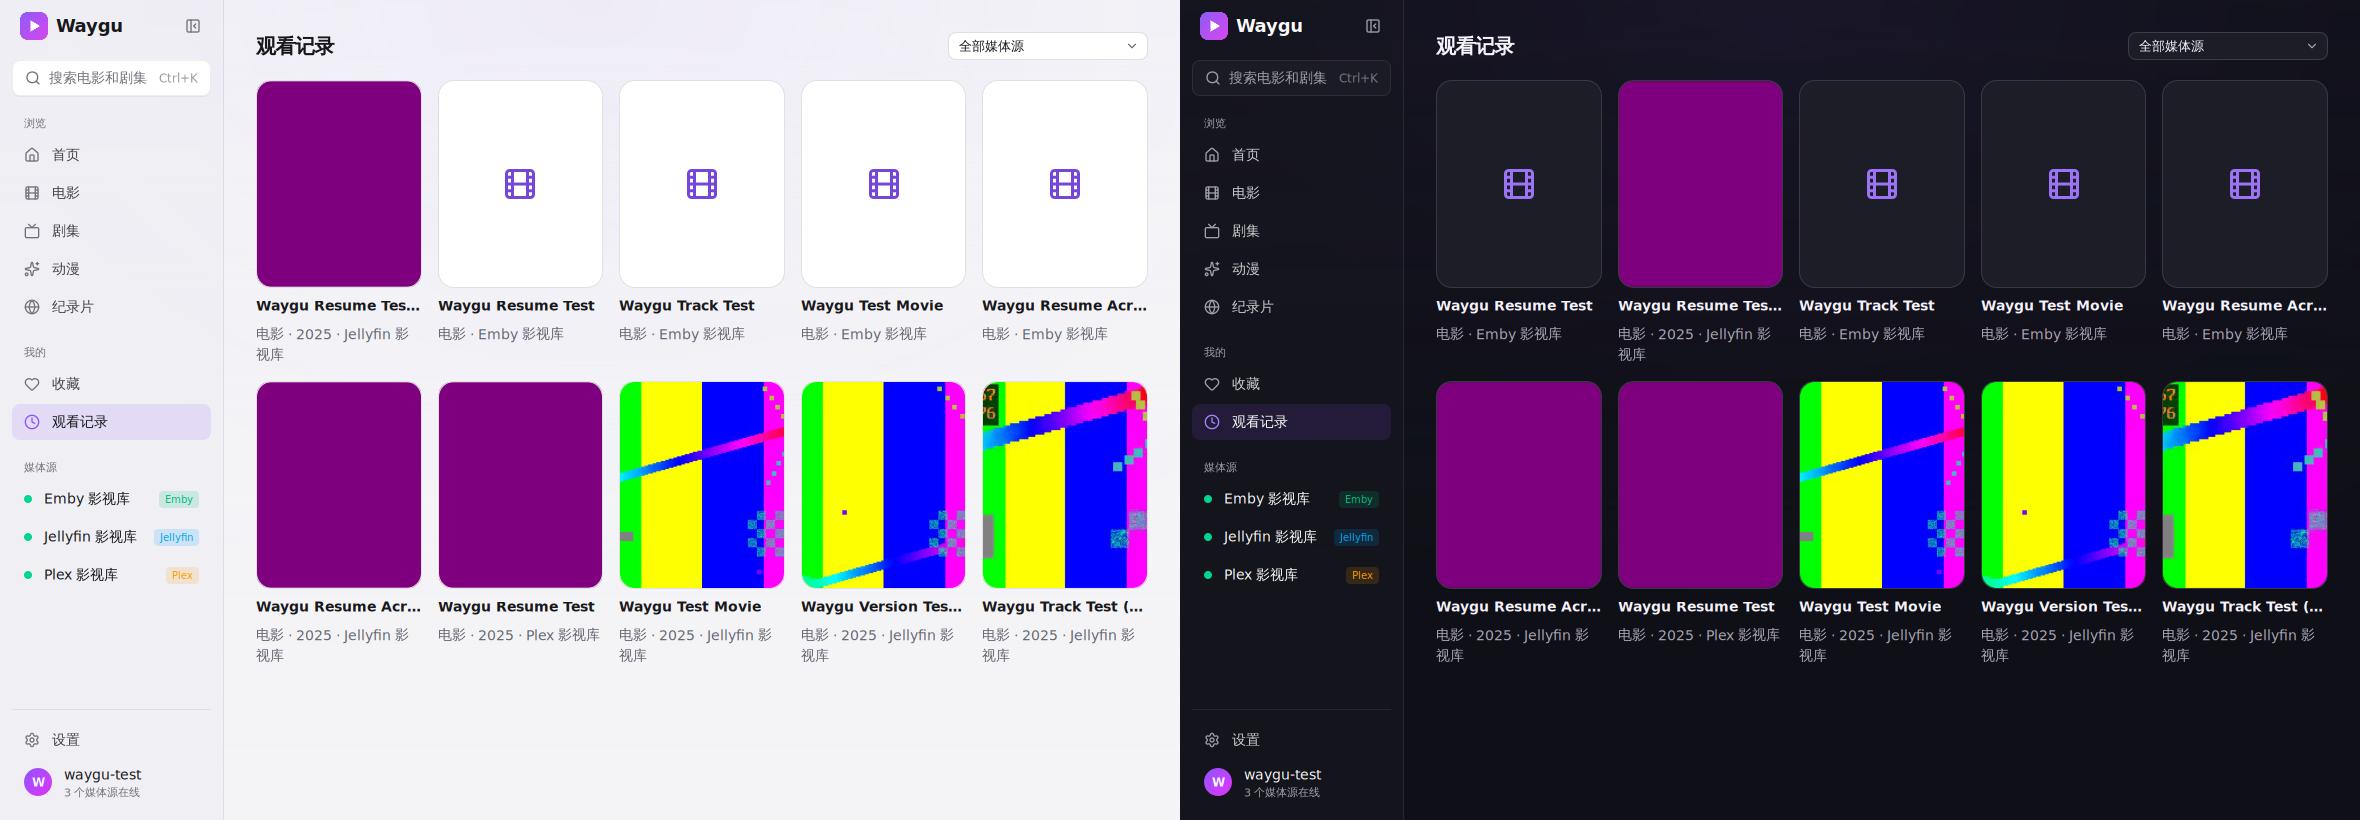 Waygu
搜索电影和剧集 Ctrl+K
浏览
首页
电影
剧集
动漫
纪录片
我的
收藏
观看记录
媒体源
Emby 影视库 Emby
Jellyfin 影视库 Jellyfin
Plex 影视库 Plex
设置
W
waygu-test
3 个媒体源在线
观看记录
全部媒体源
Waygu Resume Tes...
电影 · 2025 · Jellyfin 影
视库
Waygu Resume Test
电影 · Emby 影视库
Waygu Track Test
电影 · Emby 影视库
Waygu Test Movie
电影 · Emby 影视库
Waygu Resume Acr...
电影 · Emby 影视库
Waygu Resume Acr...
电影 · 2025 · Jellyfin 影
视库
Waygu Resume Test
电影 · 2025 · Plex 影视库
Waygu Test Movie
电影 · 2025 · Jellyfin 影
视库
Waygu Version Tes...
电影 · 2025 · Jellyfin 影
视库
Waygu Track Test (...
电影 · 2025 · Jellyfin 影
视库
Waygu
搜索电影和剧集 Ctrl+K
浏览
首页
电影
剧集
动漫
纪录片
我的
收藏
观看记录
媒体源
Emby 影视库 Emby
Jellyfin 影视库 Jellyfin
Plex 影视库 Plex
设置
W
waygu-test
3 个媒体源在线
观看记录
全部媒体源
Waygu Resume Test
电影 · Emby 影视库
Waygu Resume Tes...
电影 · 2025 · Jellyfin 影
视库
Waygu Track Test
电影 · Emby 影视库
Waygu Test Movie
电影 · Emby 影视库
Waygu Resume Acr...
电影 · Emby 影视库
Waygu Resume Acr...
电影 · 2025 · Jellyfin 影
视库
Waygu Resume Test
电影 · 2025 · Plex 影视库
Waygu Test Movie
电影 · 2025 · Jellyfin 影
视库
Waygu Version Tes...
电影 · 2025 · Jellyfin 影
视库
Waygu Track Test (...
电影 · 2025 · Jellyfin 影
视库